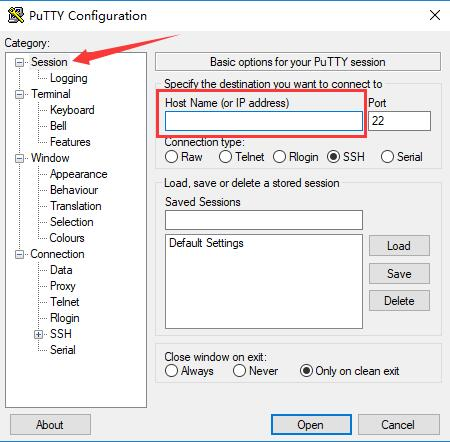 PuTTY Configuration
Category:
Session
Logging
Terminal
Keyboard
Bell
Features
Window
Appearance
Behaviour
Translation
Selection
Colours
Connection
Data
Proxy
Telnet
Rlogin
SSH
Serial
Basic options for your PuTTY session
Specify the destination you want to connect to
Host Name (or IP address) Port
22
Connection type:
Raw Telnet Rlogin SSH Serial
Load, save or delete a stored session
Saved Sessions
Default Settings
Load
Save
Delete
Close window on exit:
Always Never Only on clean exit
About Open Cancel